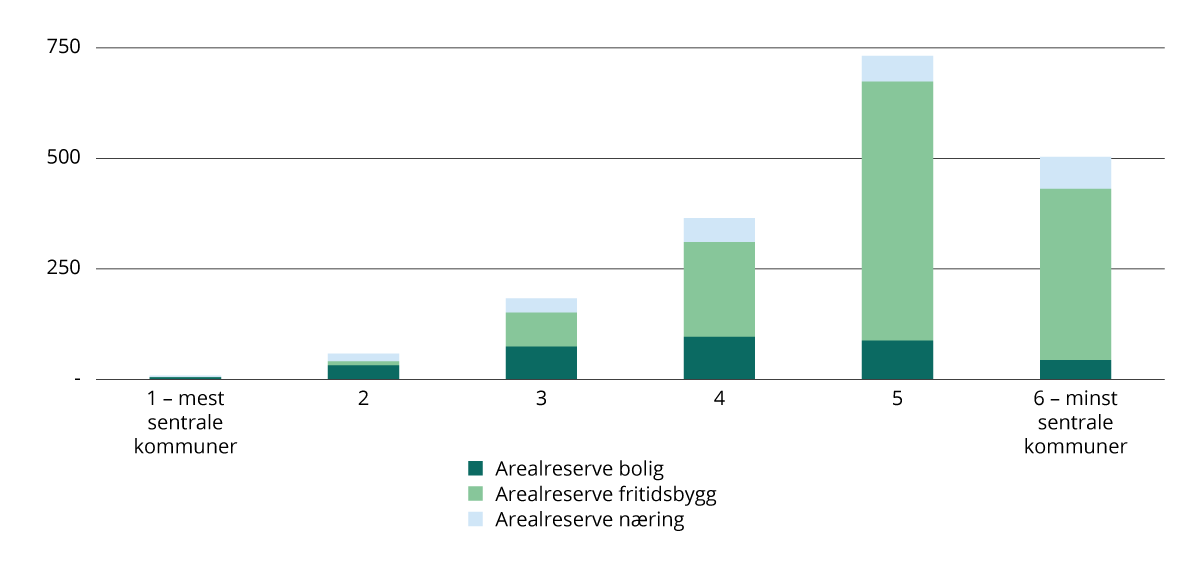 750
500
250
-
1 – mest
sentrale
kommuner
2
3
4
5
6 – minst
sentrale
kommuner
Arealreserve bolig
Arealreserve fritidsbygg
Arealreserve næring